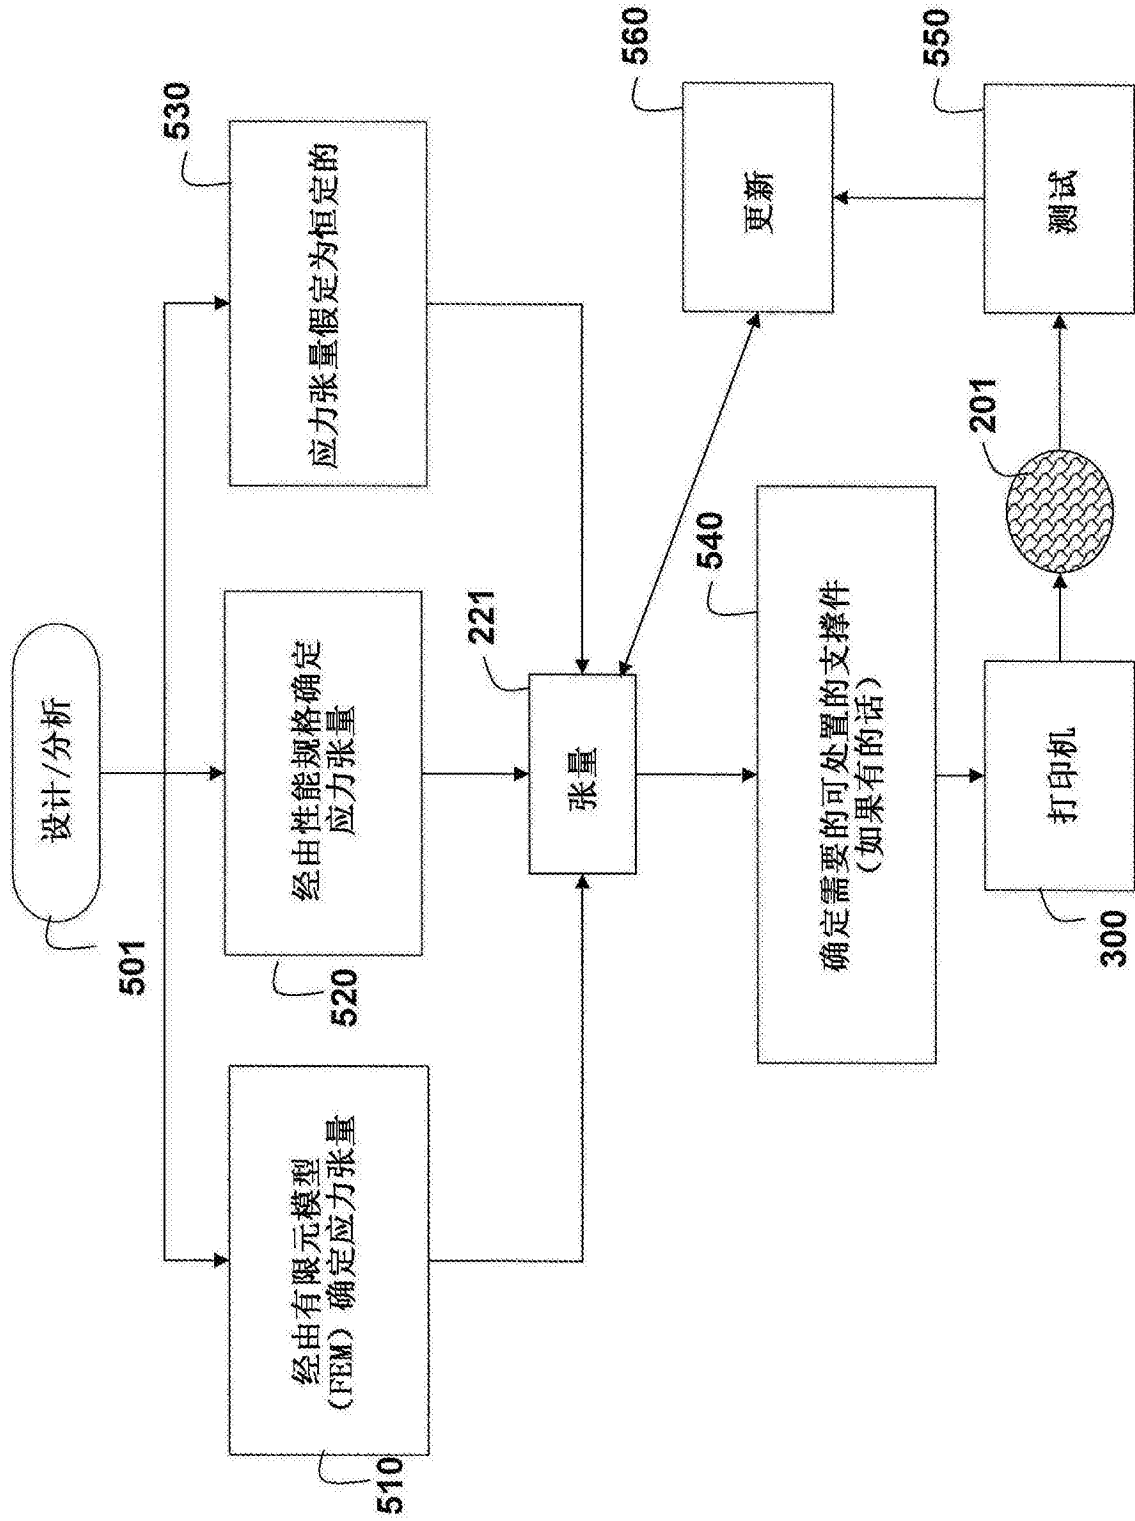 设计/分析
501
经由有限元模型
（FEM）确定应力张量
510
经由性能规格确定
应力张量
520
应力张量假定为恒定的
530
张量
221
确定需要的可处置的支撑件
（如果有的话）
540
更新
560
打印机
300
201
测试
550